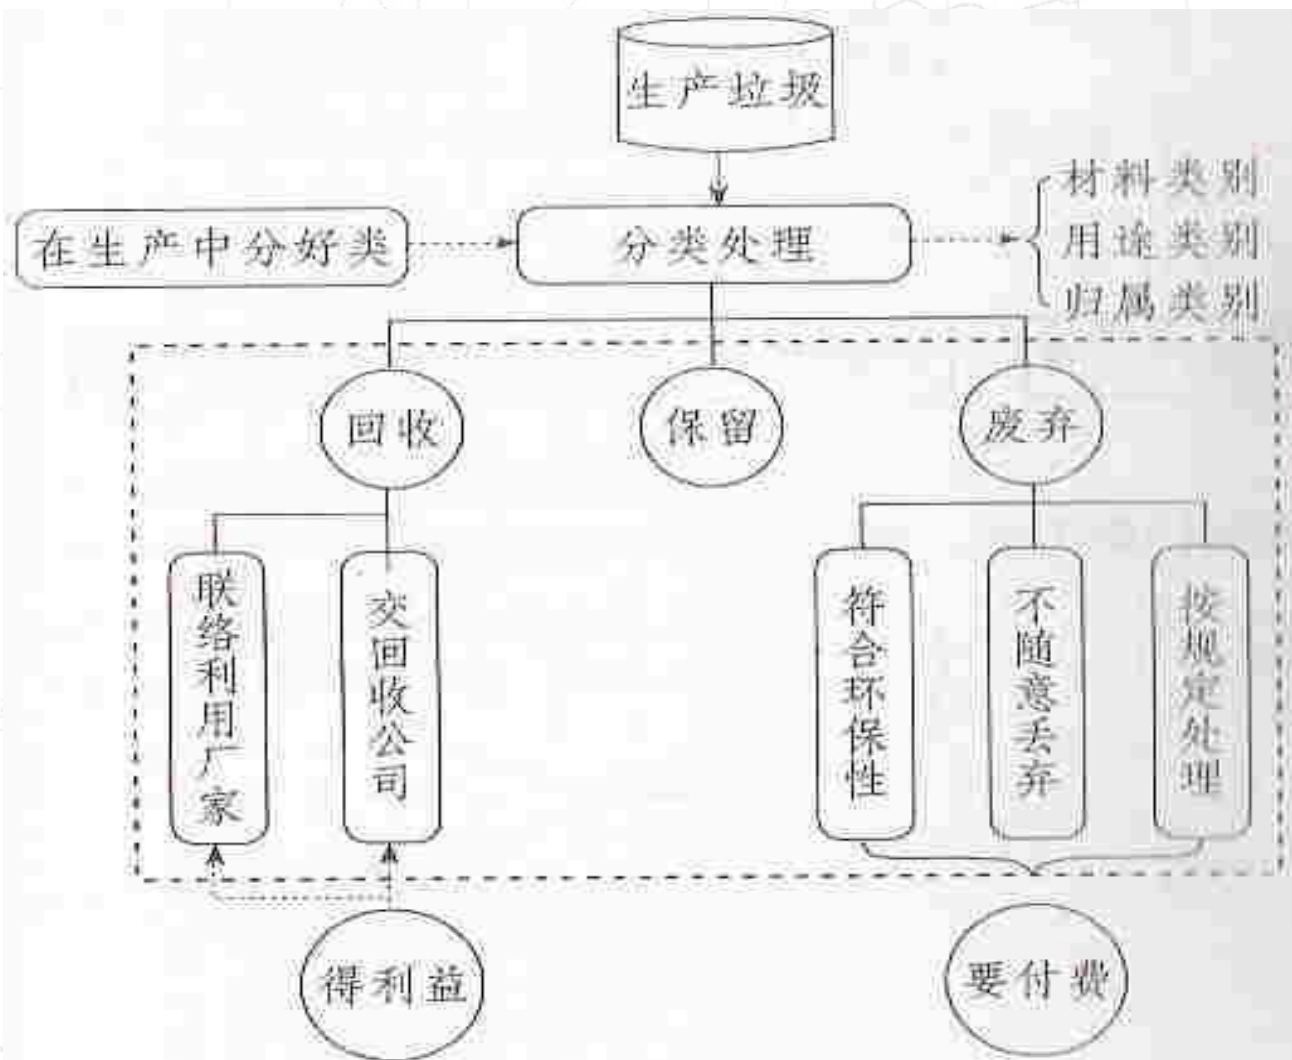 生产垃圾
在生产中分好类
分类处理
材料类别
用途类别
归属类别
回收
保留
废弃
联络利用厂家
交回收公司
符合环保性
不随意丢弃
按规定处理
得利益
要付费